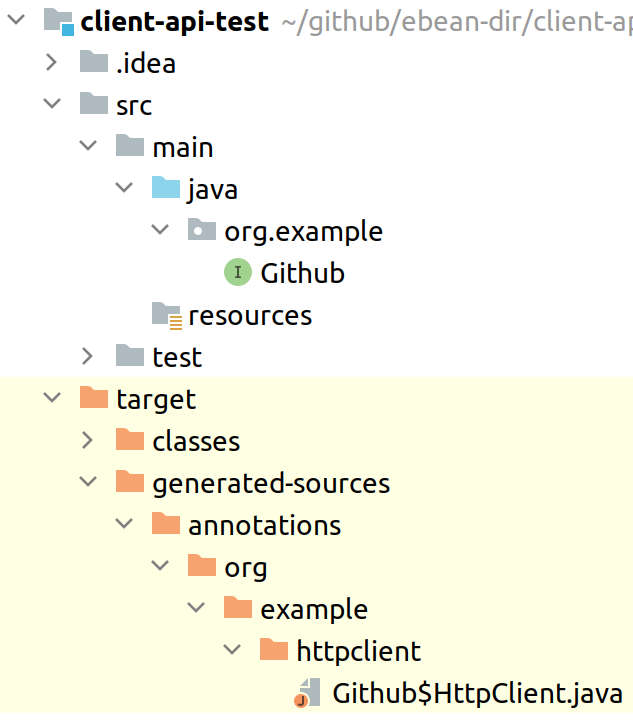 client-api-test ~/github/ebean-dir/client-ap
.idea
src
main
java
org.example
I Github
resources
test
target
classes
generated-sources
annotations
org
example
httpclient
J Github$HttpClient.java